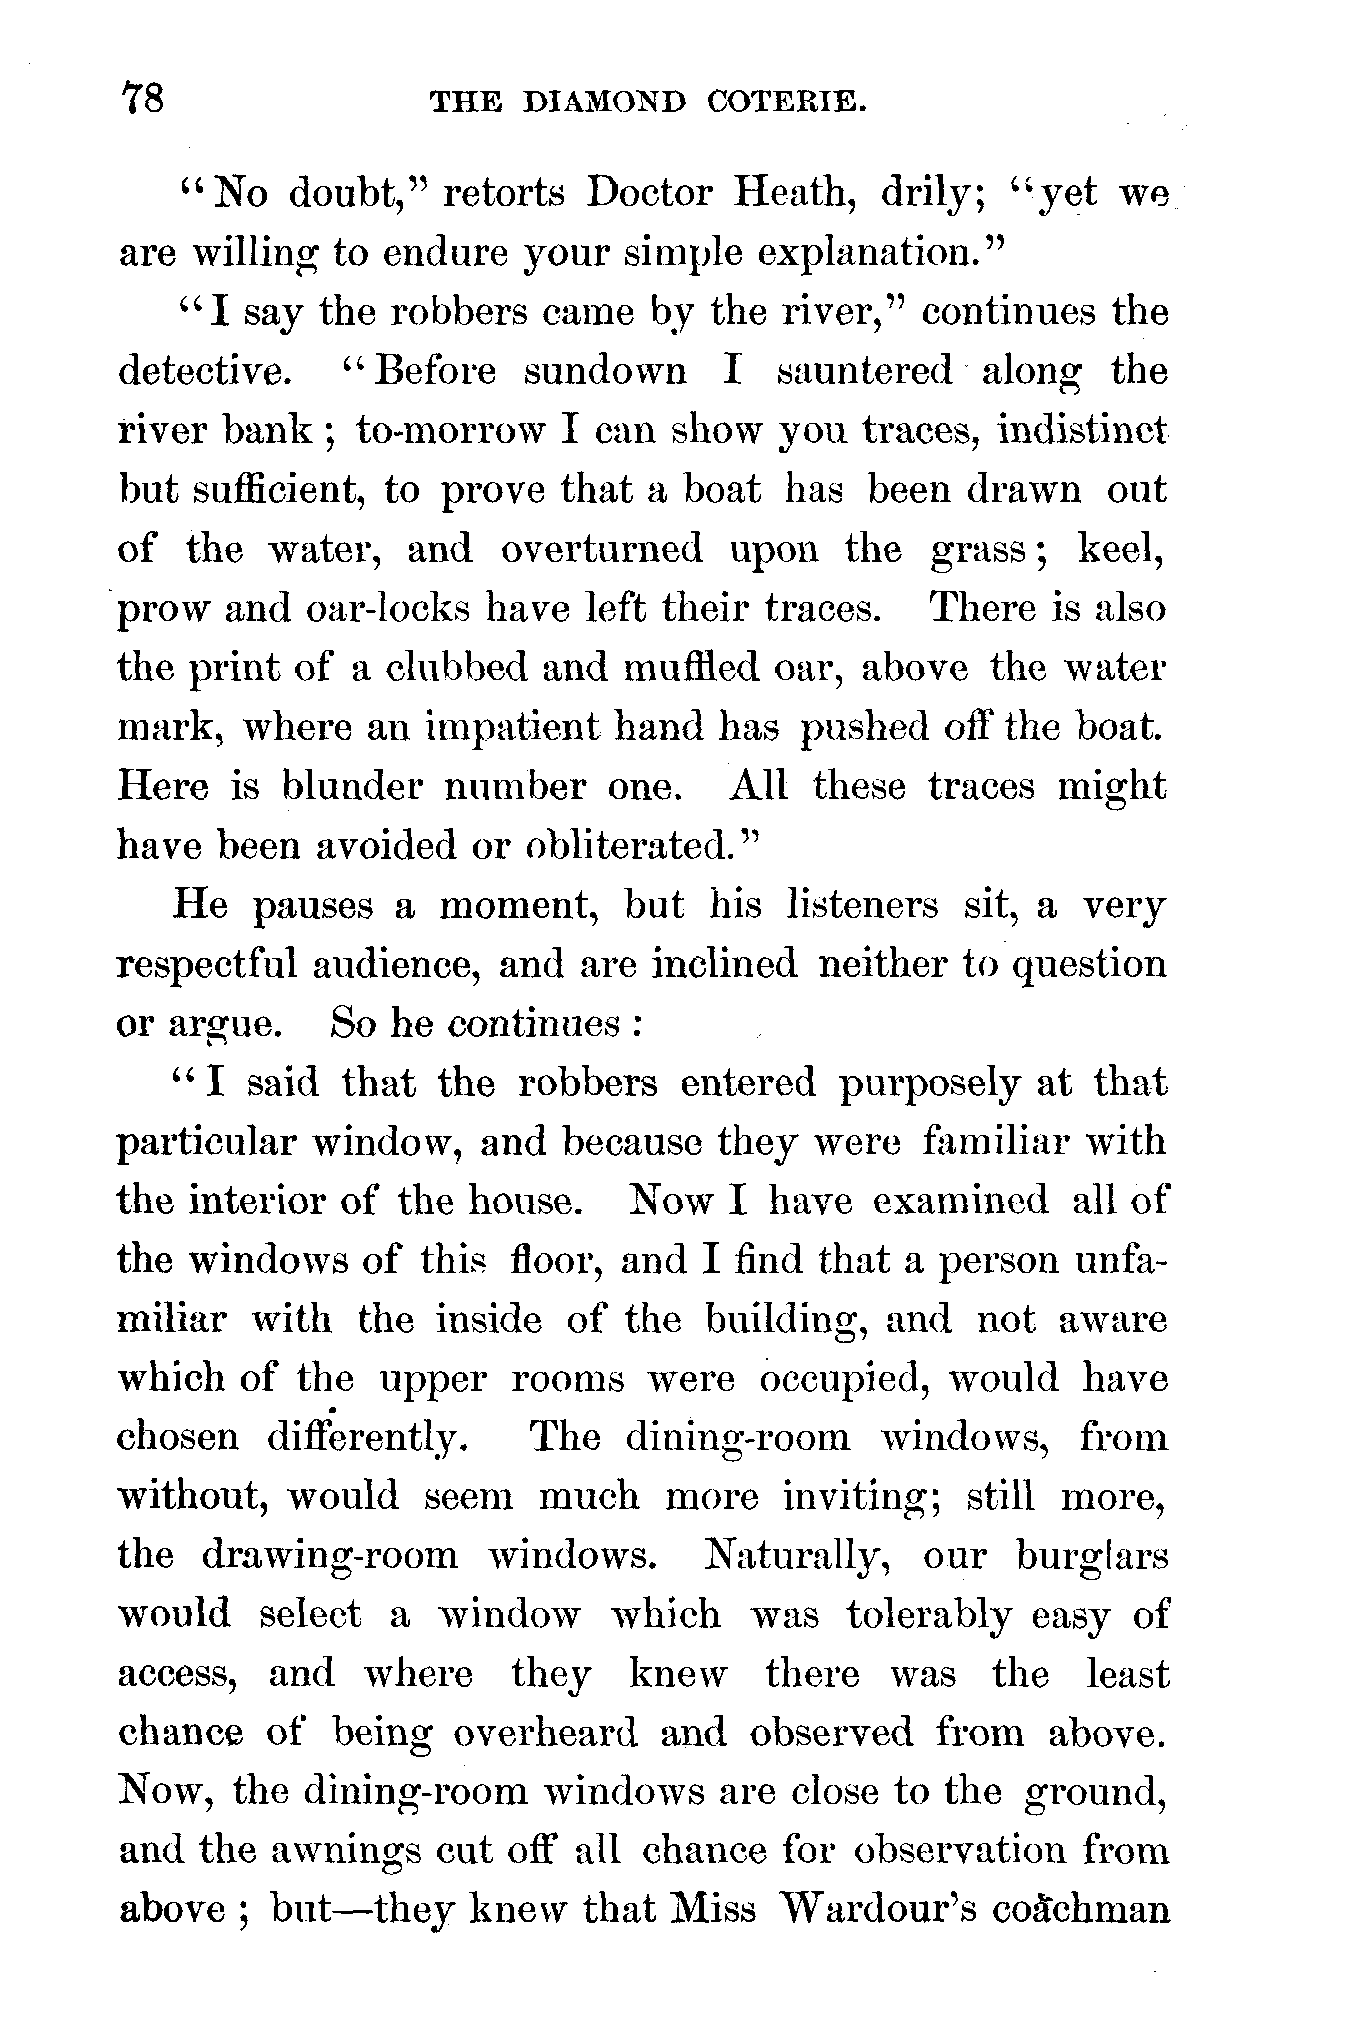 78 THE DIAMOND COTERIE.
"No doubt," retorts Doctor Heath, drily; "yet we
are willing to endure your simple explanation."
"I say the robbers came by the river," continues the
detective. "Before sundown I sauntered along the
river bank; to-morrow I can show you traces, indistinct
but sufficient, to prove that a boat has been drawn out
of the water, and overturned upon the grass; keel,
prow and oar-locks have left their traces. There is also
the print of a clubbed and muffled oar, above the water
mark, where an impatient hand has pushed off the boat.
Here is blunder number one. All these traces might
have been avoided or obliterated."
He pauses a moment, but his listeners sit, a very
respectful audience, and are inclined neither to question
or argue. So he continues:
"I said that the robbers entered purposely at that
particular window, and because they were familiar with
the interior of the house. Now I have examined all of
the windows of this floor, and I find that a person unfa-
miliar with the inside of the building, and not aware
which of the upper rooms were occupied, would have
chosen differently. The dining-room windows, from
without, would seem much more inviting; still more,
the drawing-room windows. Naturally, our burglars
would select a window which was tolerably easy of
access, and where they knew there was the least
chance of being overheard and observed from above.
Now, the dining-room windows are close to the ground,
and the awnings cut off all chance for observation from
above; but—they knew that Miss Wardour's coachman